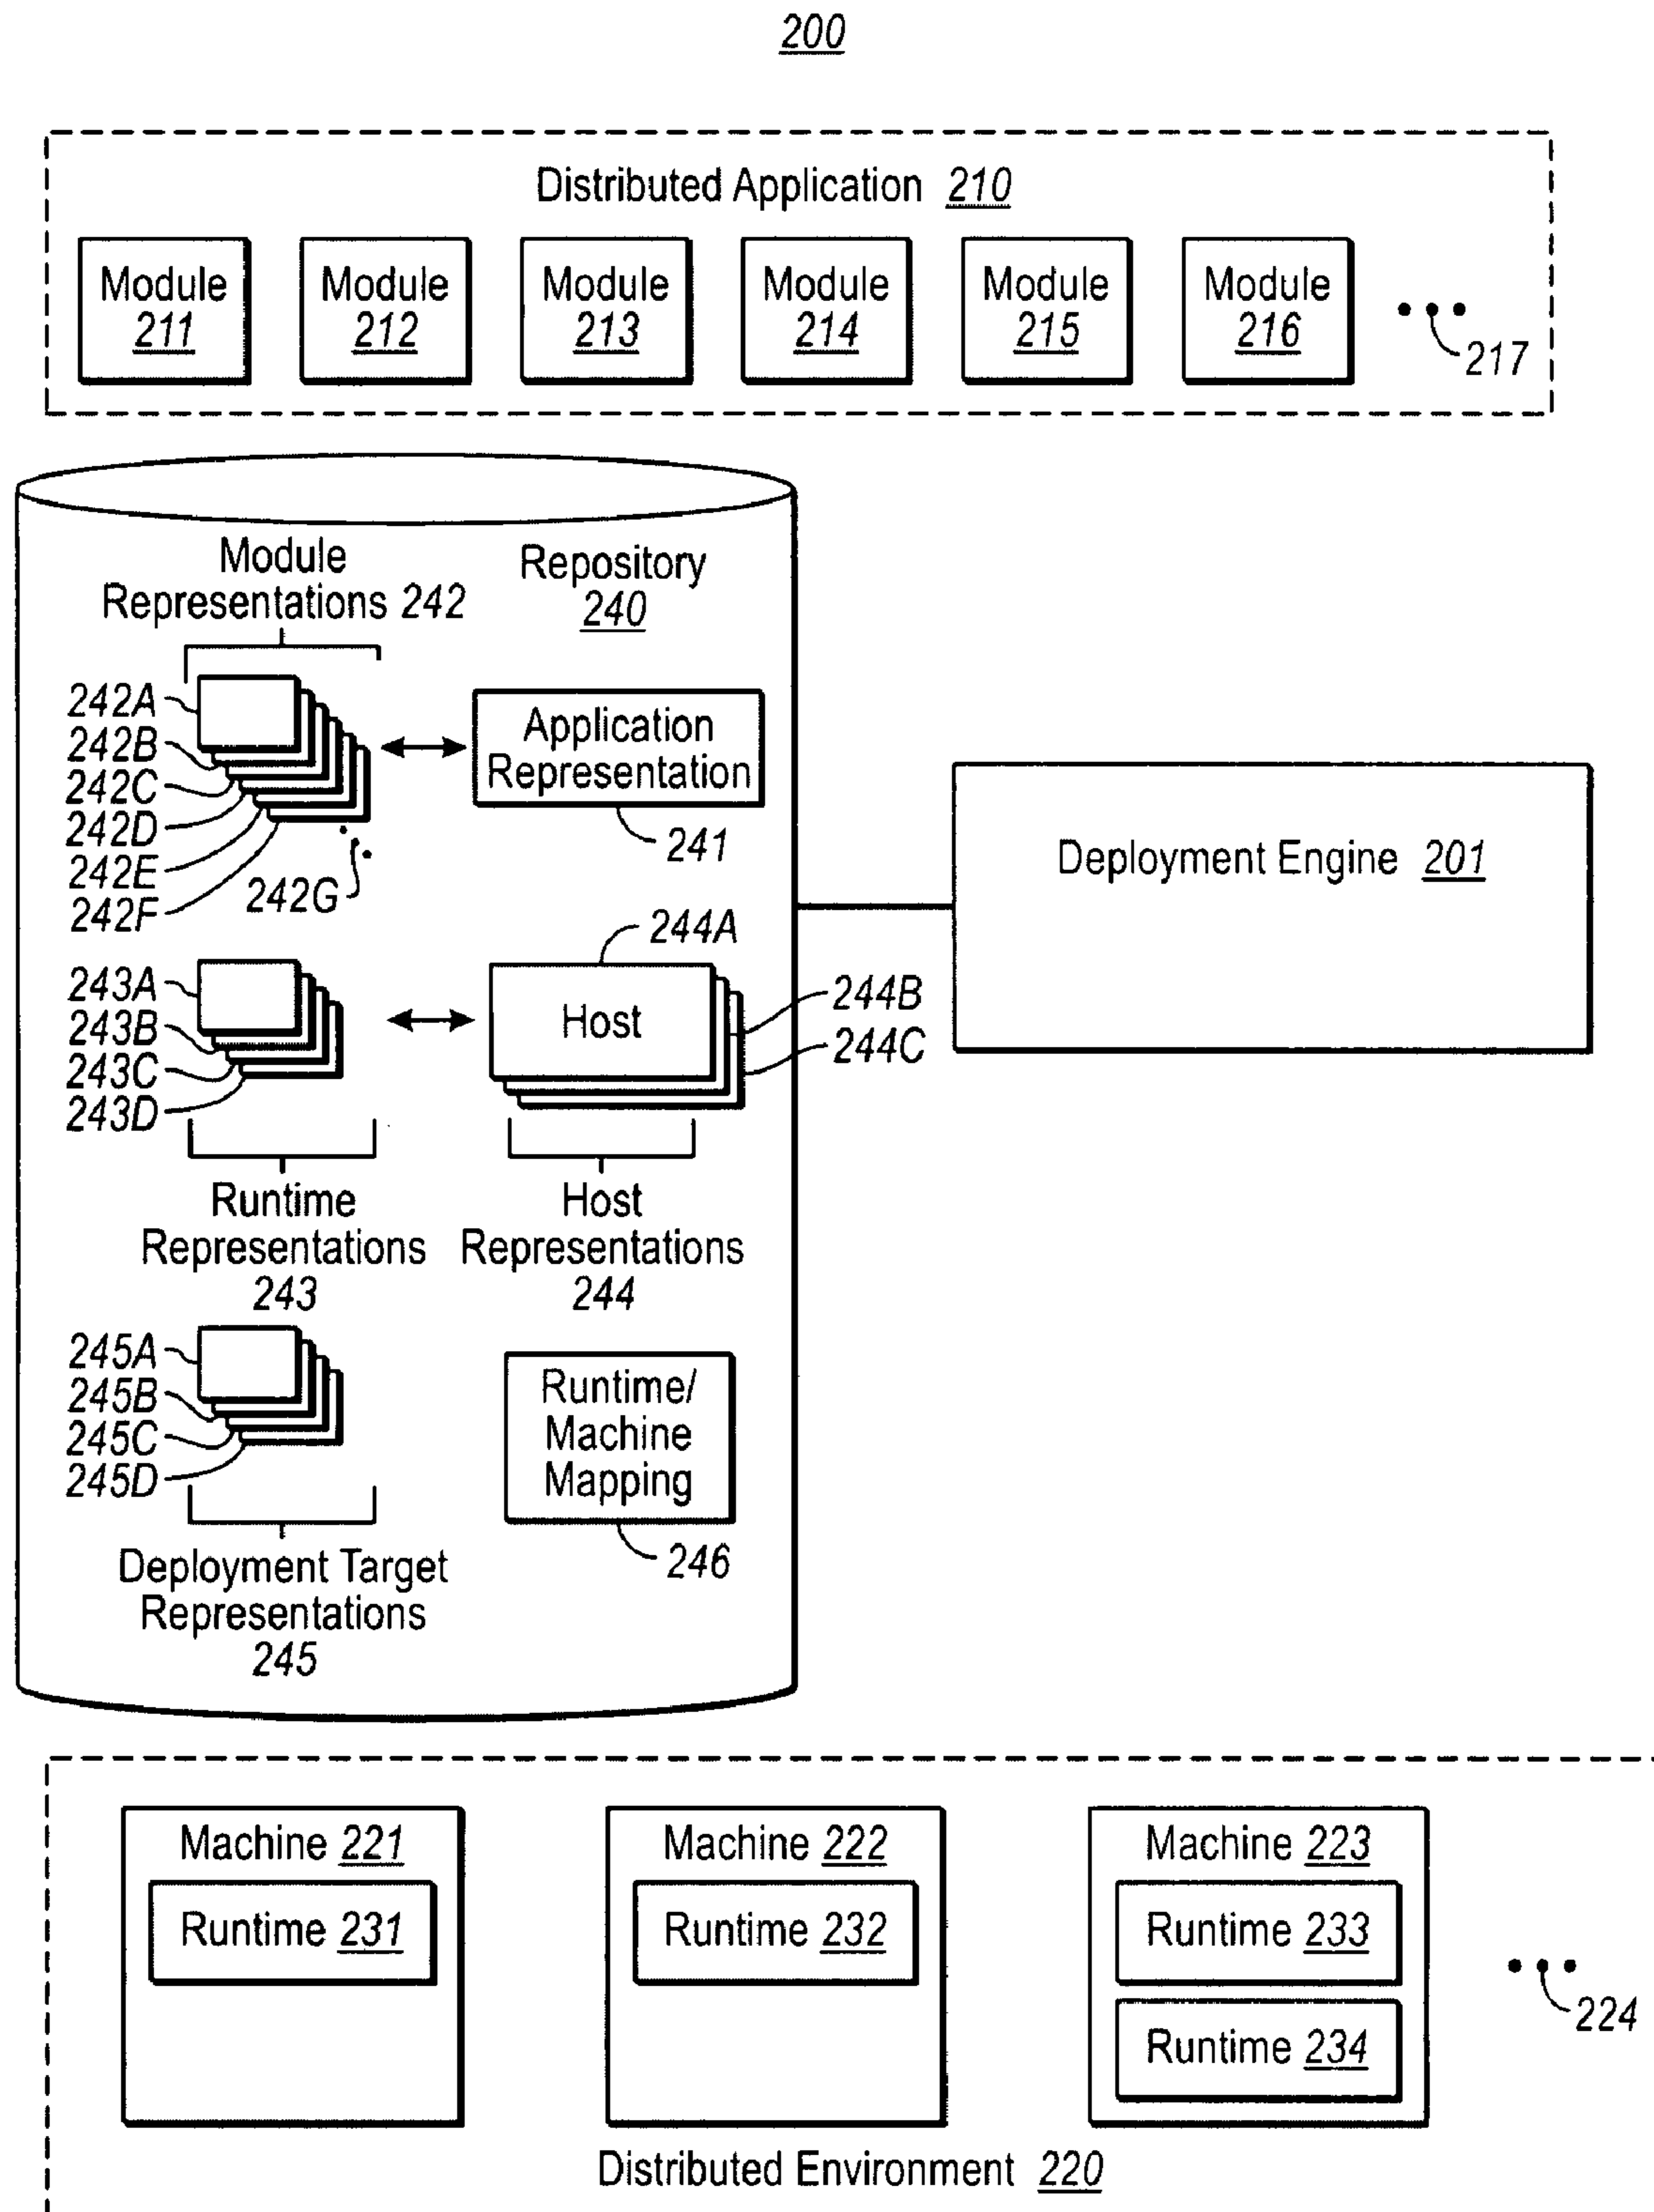 200
Distributed Application 210
Module 211
Module 212
Module 213
Module 214
Module 215
Module 216
217
Module
Representations 242
Repository
240
242A
242B
242C
242D
242E
242F
242G
Application
Representation
241
Deployment Engine 201
243A
243B
243C
243D
244A
Host
244B
244C
Runtime
Representations
243
Host
Representations
244
245A
245B
245C
245D
Runtime/
Machine
Mapping
246
Deployment Target
Representations
245
Machine 221
Runtime 231
Machine 222
Runtime 232
Machine 223
Runtime 233
Runtime 234
224
Distributed Environment 220